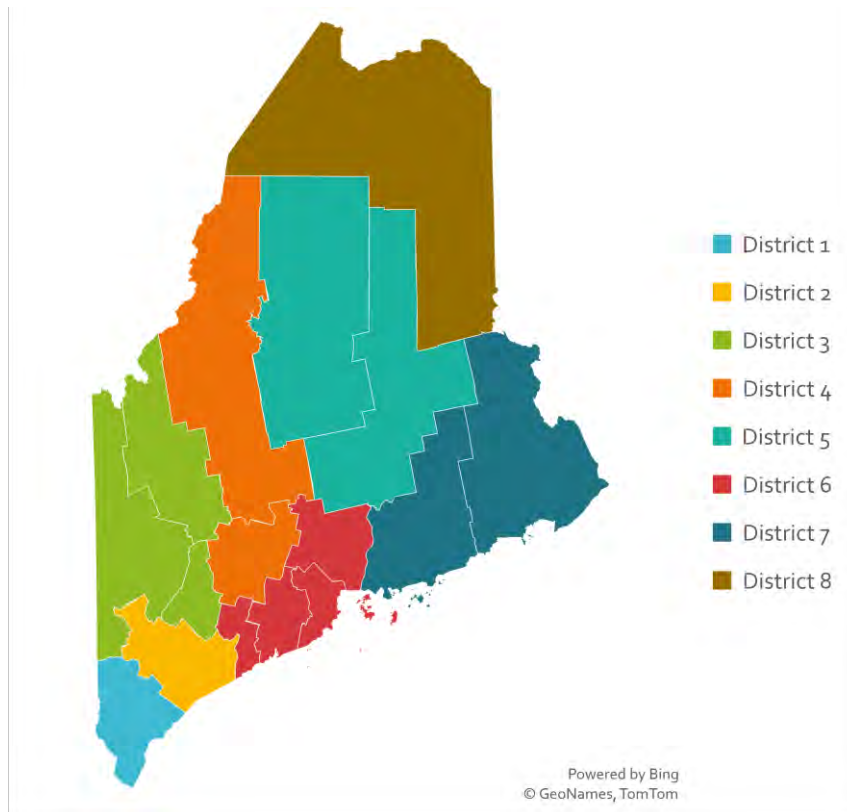 District 1
District 2
District 3
District 4
District 5
District 6
District 7
District 8
Powered by Bing
© GeoNames, TomTom